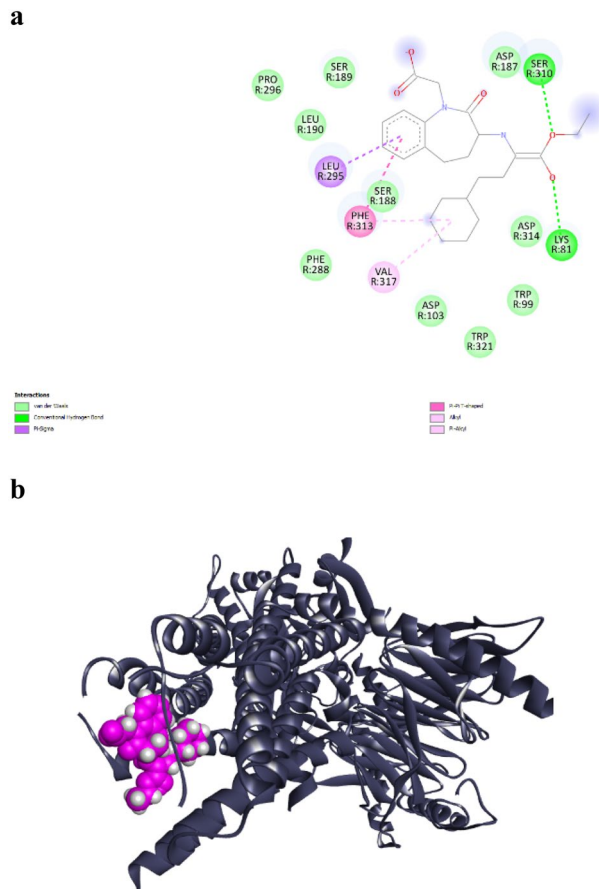 a
ASP
R:187
SER
R:310
SER
R:189
PRO
R:296
O
O
O
N
LEU
R:190
N
O
LEU
R:295
SER
R:188
O
PHE
R:313
ASP
R:314
LYS
R:81
PHE
R:288
VAL
R:317
TRP
R:99
ASP
R:103
TRP
R:321
Interactions
van der Waals
Conventional Hydrogen Bond
Pi-Sigma
Pi-Pi T-shaped
Alkyl
Pi-Alkyl
b